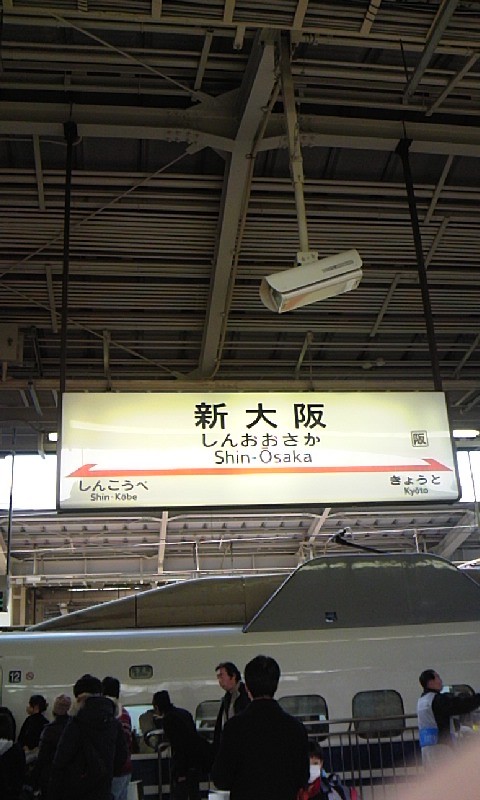 新大阪
しんおおさか
Shin-Ōsaka
阪
しんこうべ
Shin-Kōbe
きょうと
Kyōto
12